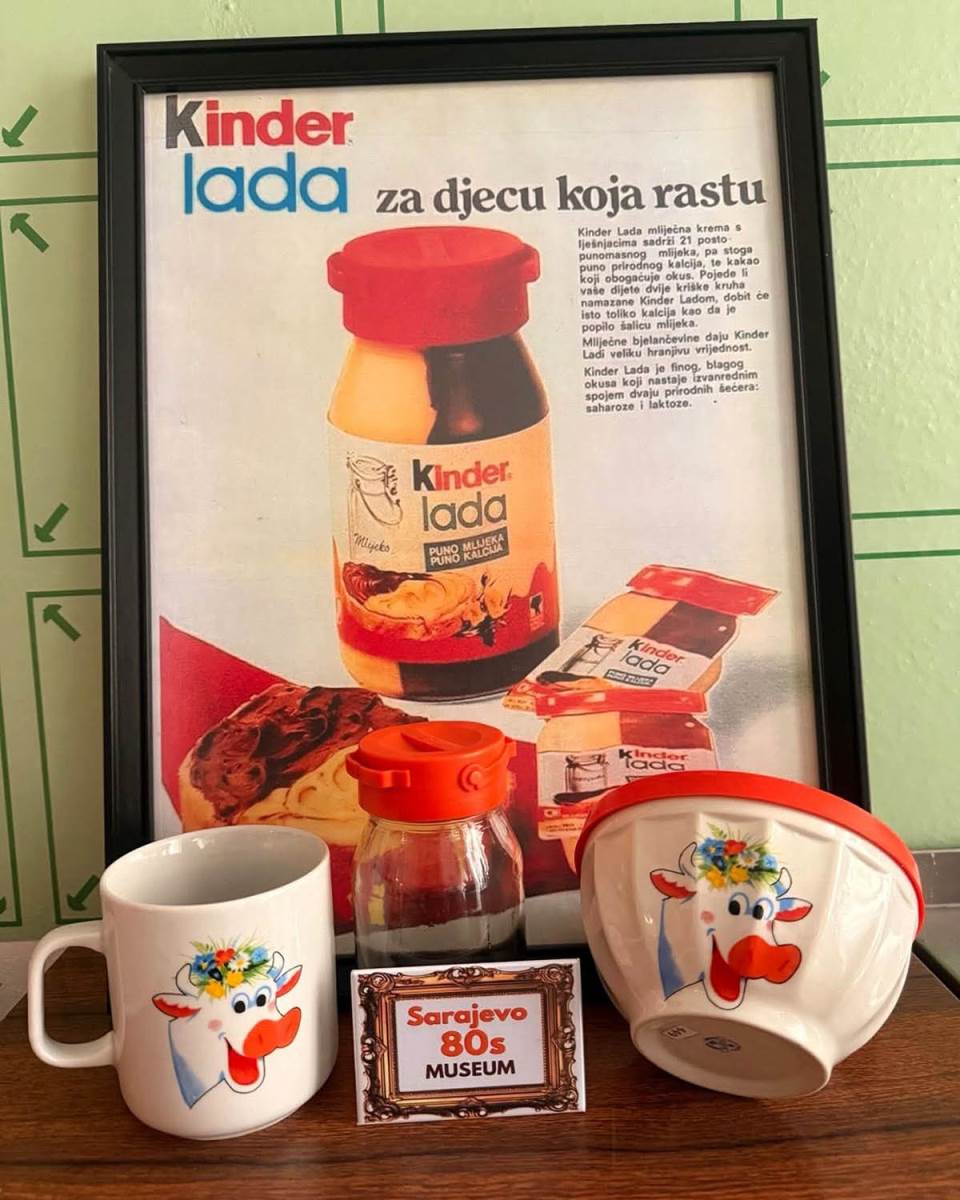 Kinder
lada
za djecu koja rastu
Kinder Lada mliječna krema s
lješnjacima sadrži 21 posto
punomasnog mlijeka, pa stoga
puno prirodnog kalcija, te kakao
koji obogaćuje okus. Pojede li
vaše dijete dvije kriške kruha
namazane Kinder Ladom, dobit će
isto toliko kalcija kao da je
popilo šalicu mlijeka.
Mliječne bjelančevine daju Kinder
Ladi veliku hranjivu vrijednost.
Kinder Lada je finog, blagog
okusa koji nastaje izvanrednim
spojem dvaju prirodnih šećera:
saharoze i laktoze.
Kinder
lada
Mlijeko
PUNO MLIJEKA
PUNO KALCIJA
Kinder
lada
Kinder
lada
Sarajevo
80s
MUSEUM